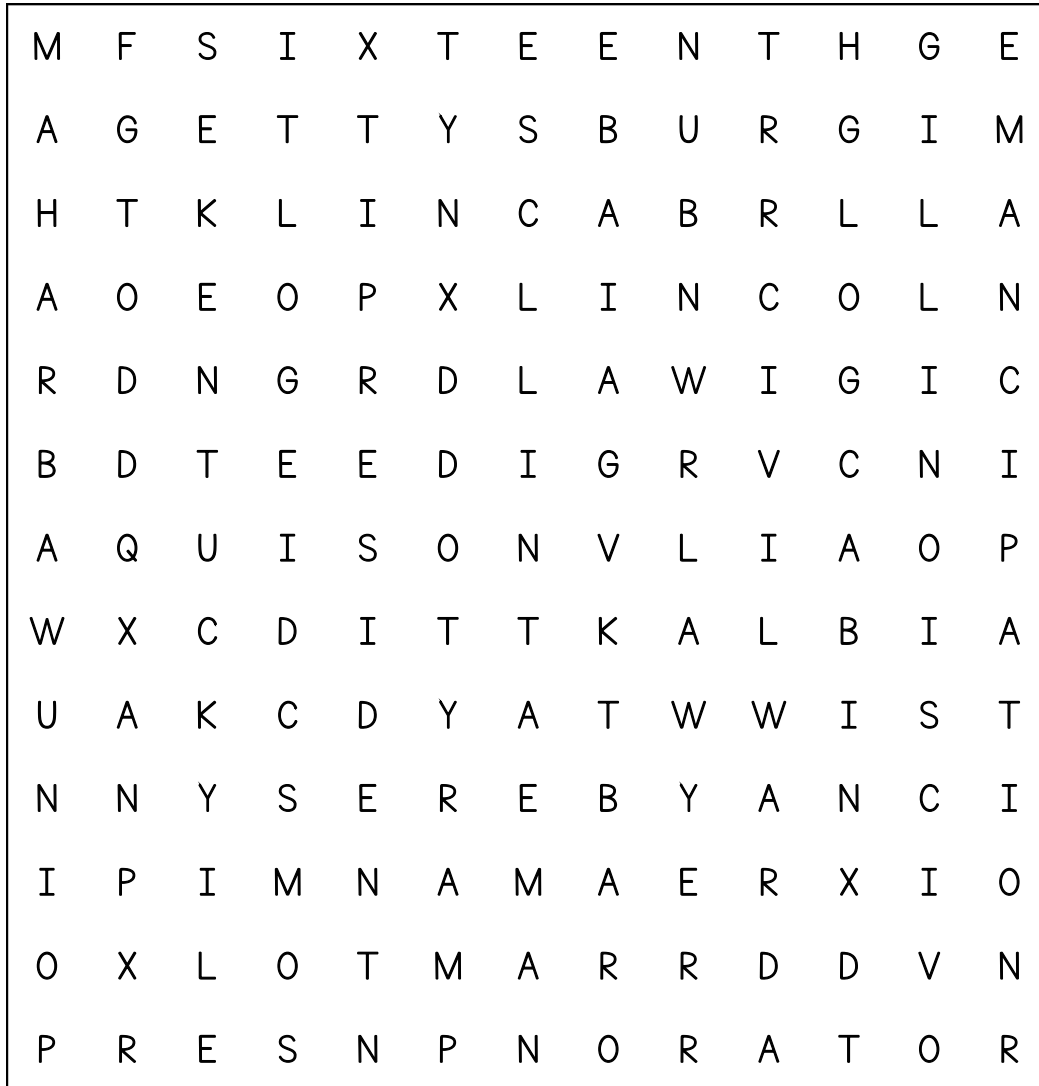 M F S I X T E E N T H G E
A G E T T Y S B U R G I M
H T K L I N C A B R L L A
A O E O P X L I N C O L N
R D N G R D L A W I G I C
B D T E E D I G R V C N I
A Q U I S O N V L I A O P
W X C D I T T K A L B I A
U A K C D Y A T W W I S T
N N Y S E R E B Y A N C I
I P I M N A M A E R X I O
O X L O T M A R R D D V N
P R E S N P N O R A T O R